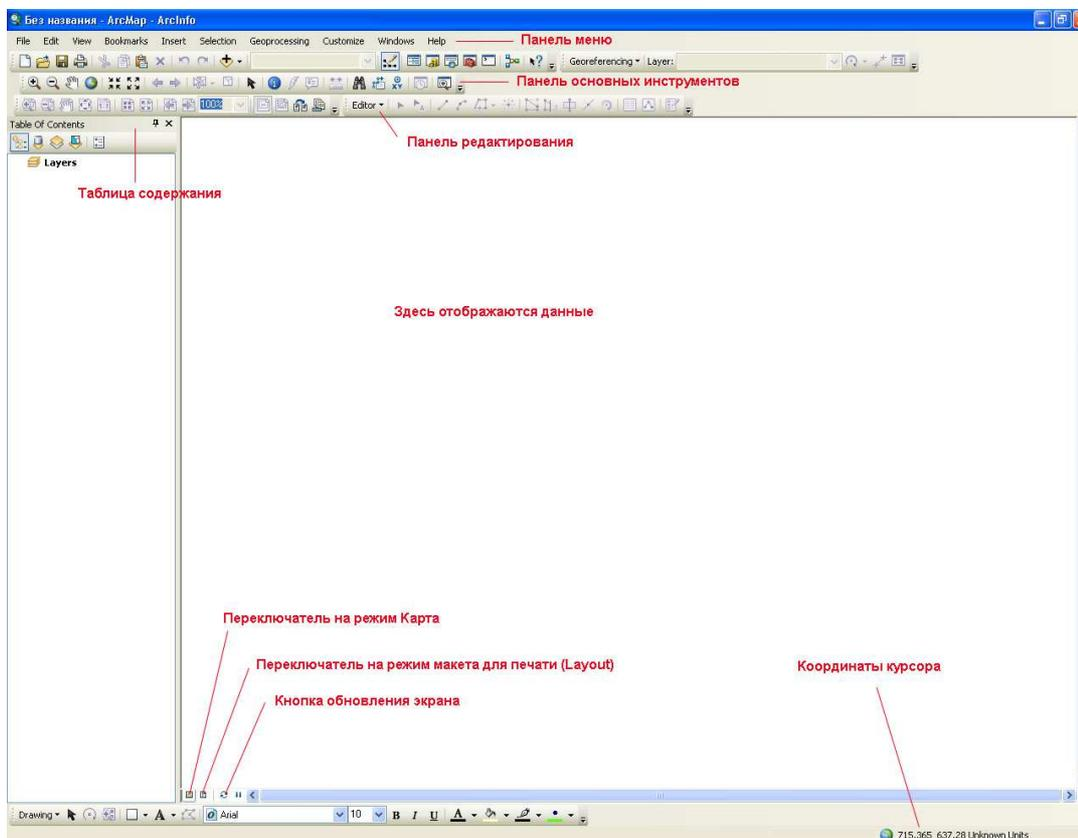 Без названия - ArcMap - ArcInfo
File Edit View Bookmarks Insert Selection Geoprocessing Customize Windows Help
Панель меню
Georeferencing Layer:
Панель основных инструментов
100% Editor
Table Of Contents
Панель редактирования
Layers
Таблица содержания
Здесь отображаются данные
Переключатель на режим Карта
Переключатель на режим макета для печати (Layout)
Координаты курсора
Кнопка обновления экрана
Drawing A Arial 10 B I U A
715,365 637,28 Unknown Units